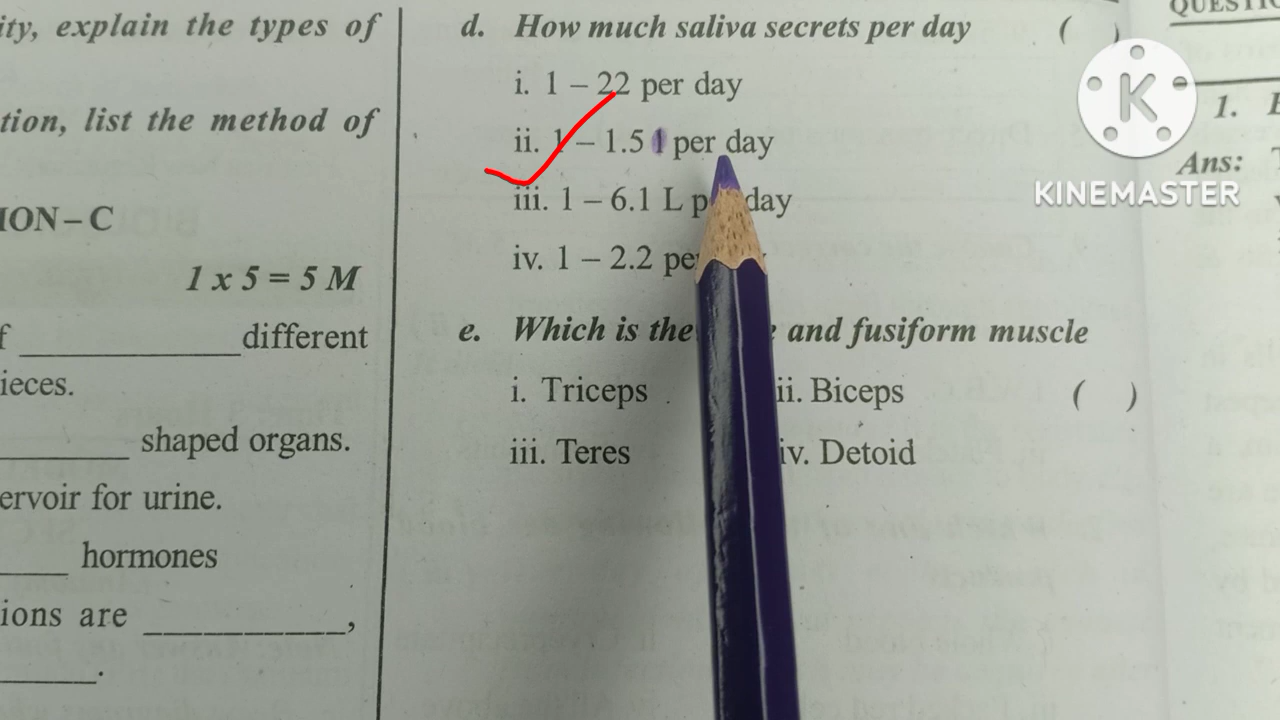 ity, explain the types of
tion, list the method of
ION – C
1 x 5 = 5 M
f ____________ different
ieces.
________ shaped organs.
ervoir for urine.
____ hormones
ions are ____________,
______.
d. How much saliva secrets per day ( )
i. 1 – 22 per day
ii. 1 – 1.5 l per day
iii. 1 – 6.1 L day
iv. 1 – 2.2
e. Which is the and fusiform muscle
i. Triceps ii. Biceps ( )
iii. Teres iv. Detoid
1.
Ans:
K
KINEMASTER